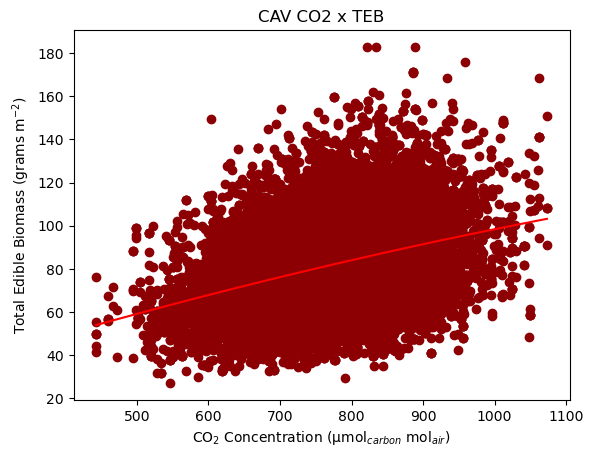 CAV CO2 x TEB
Total Edible Biomass (grams m⁻²)
180
160
140
120
100
80
60
40
20
500 600 700 800 900 1000 1100
CO₂ Concentration (μmol_carbon mol_air)